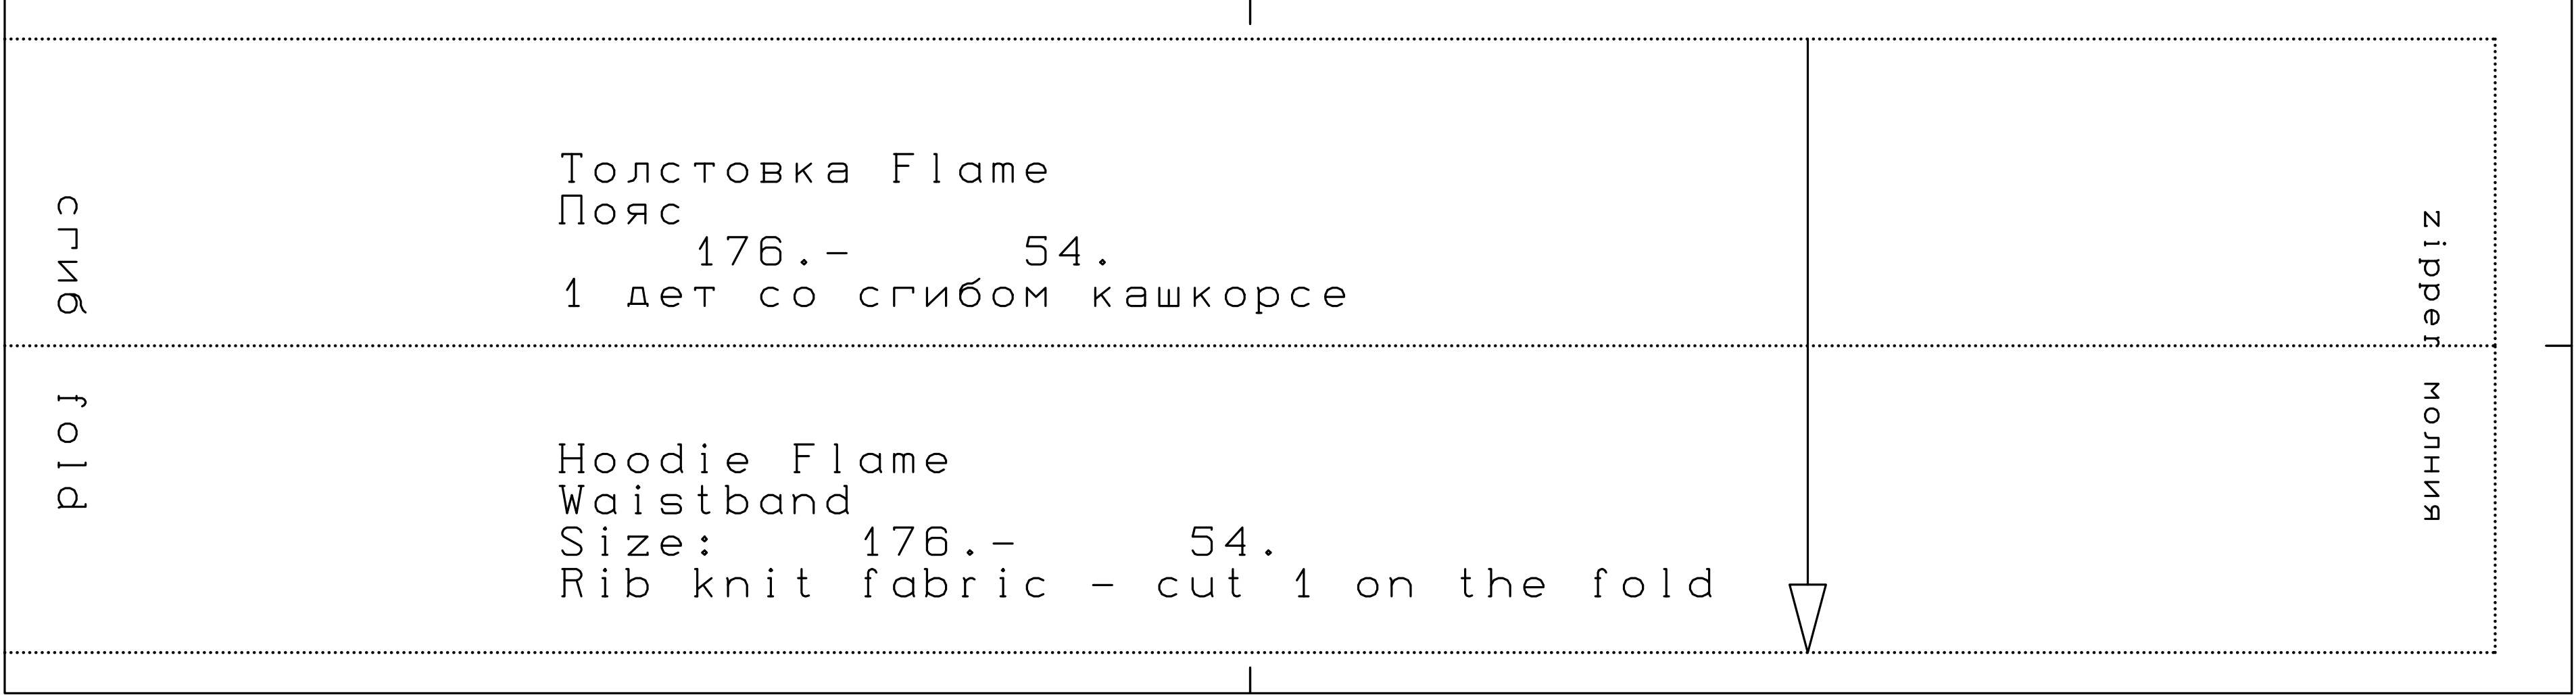 сгиб
fold
Толстовка Flame
Пояс
176.- 54.
1 дет со сгибом кашкорсе
Hoodie Flame
Waistband
Size: 176.- 54.
Rib knit fabric - cut 1 on the fold
zipper
молния